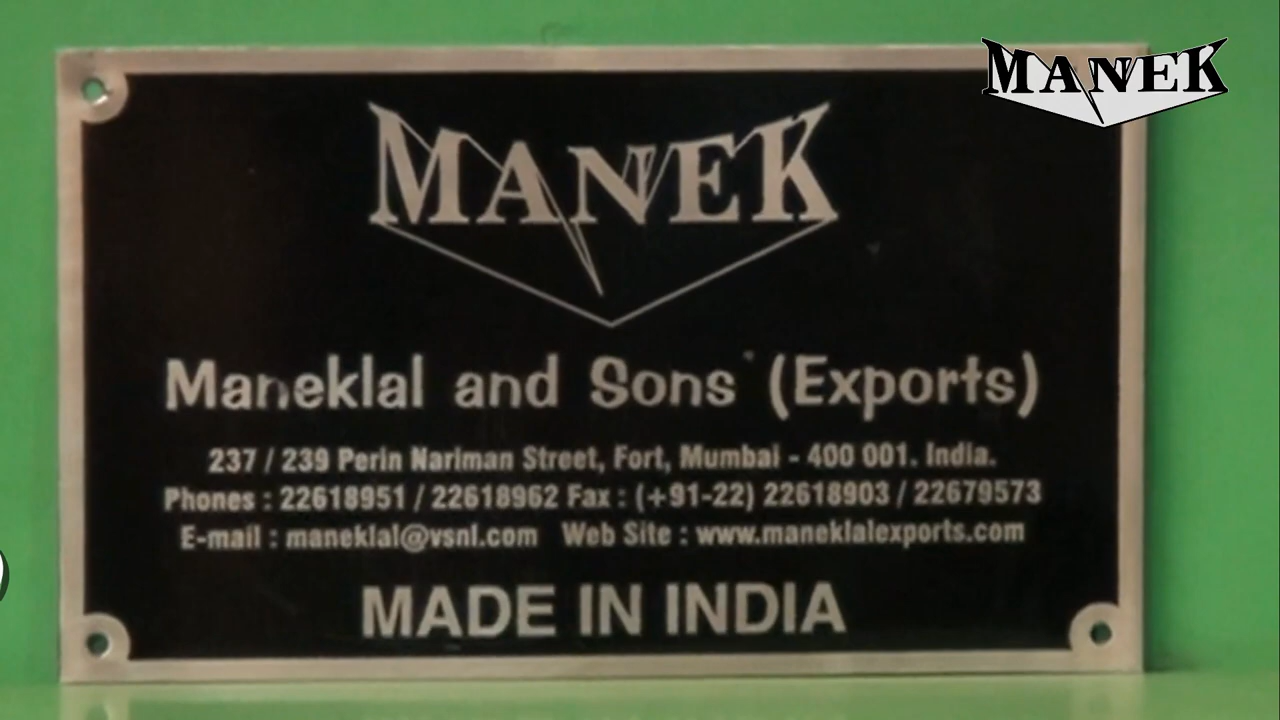 MANEK
MANEK
Maneklal and Sons (Exports)
237 / 239 Perin Nariman Street, Fort, Mumbai - 400 001. India.
Phones : 22618951 / 22618962 Fax : (+91-22) 22618903 / 22679573
E-mail : maneklal@vsnl.com Web Site : www.maneklalexports.com
MADE IN INDIA